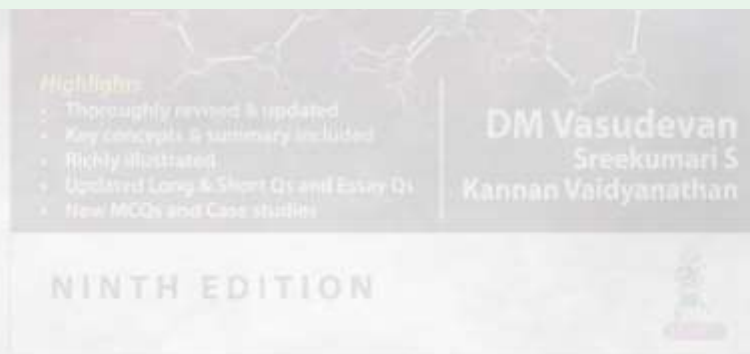 Highlights
• Thoroughly revised & updated
• Key concepts & summary included
• Richly illustrated
• Updated Long & Short Qs and Essay Qs
• New MCQs and Case studies
DM Vasudevan
Sreekumari S
Kannan Vaidyanathan
NINTH EDITION